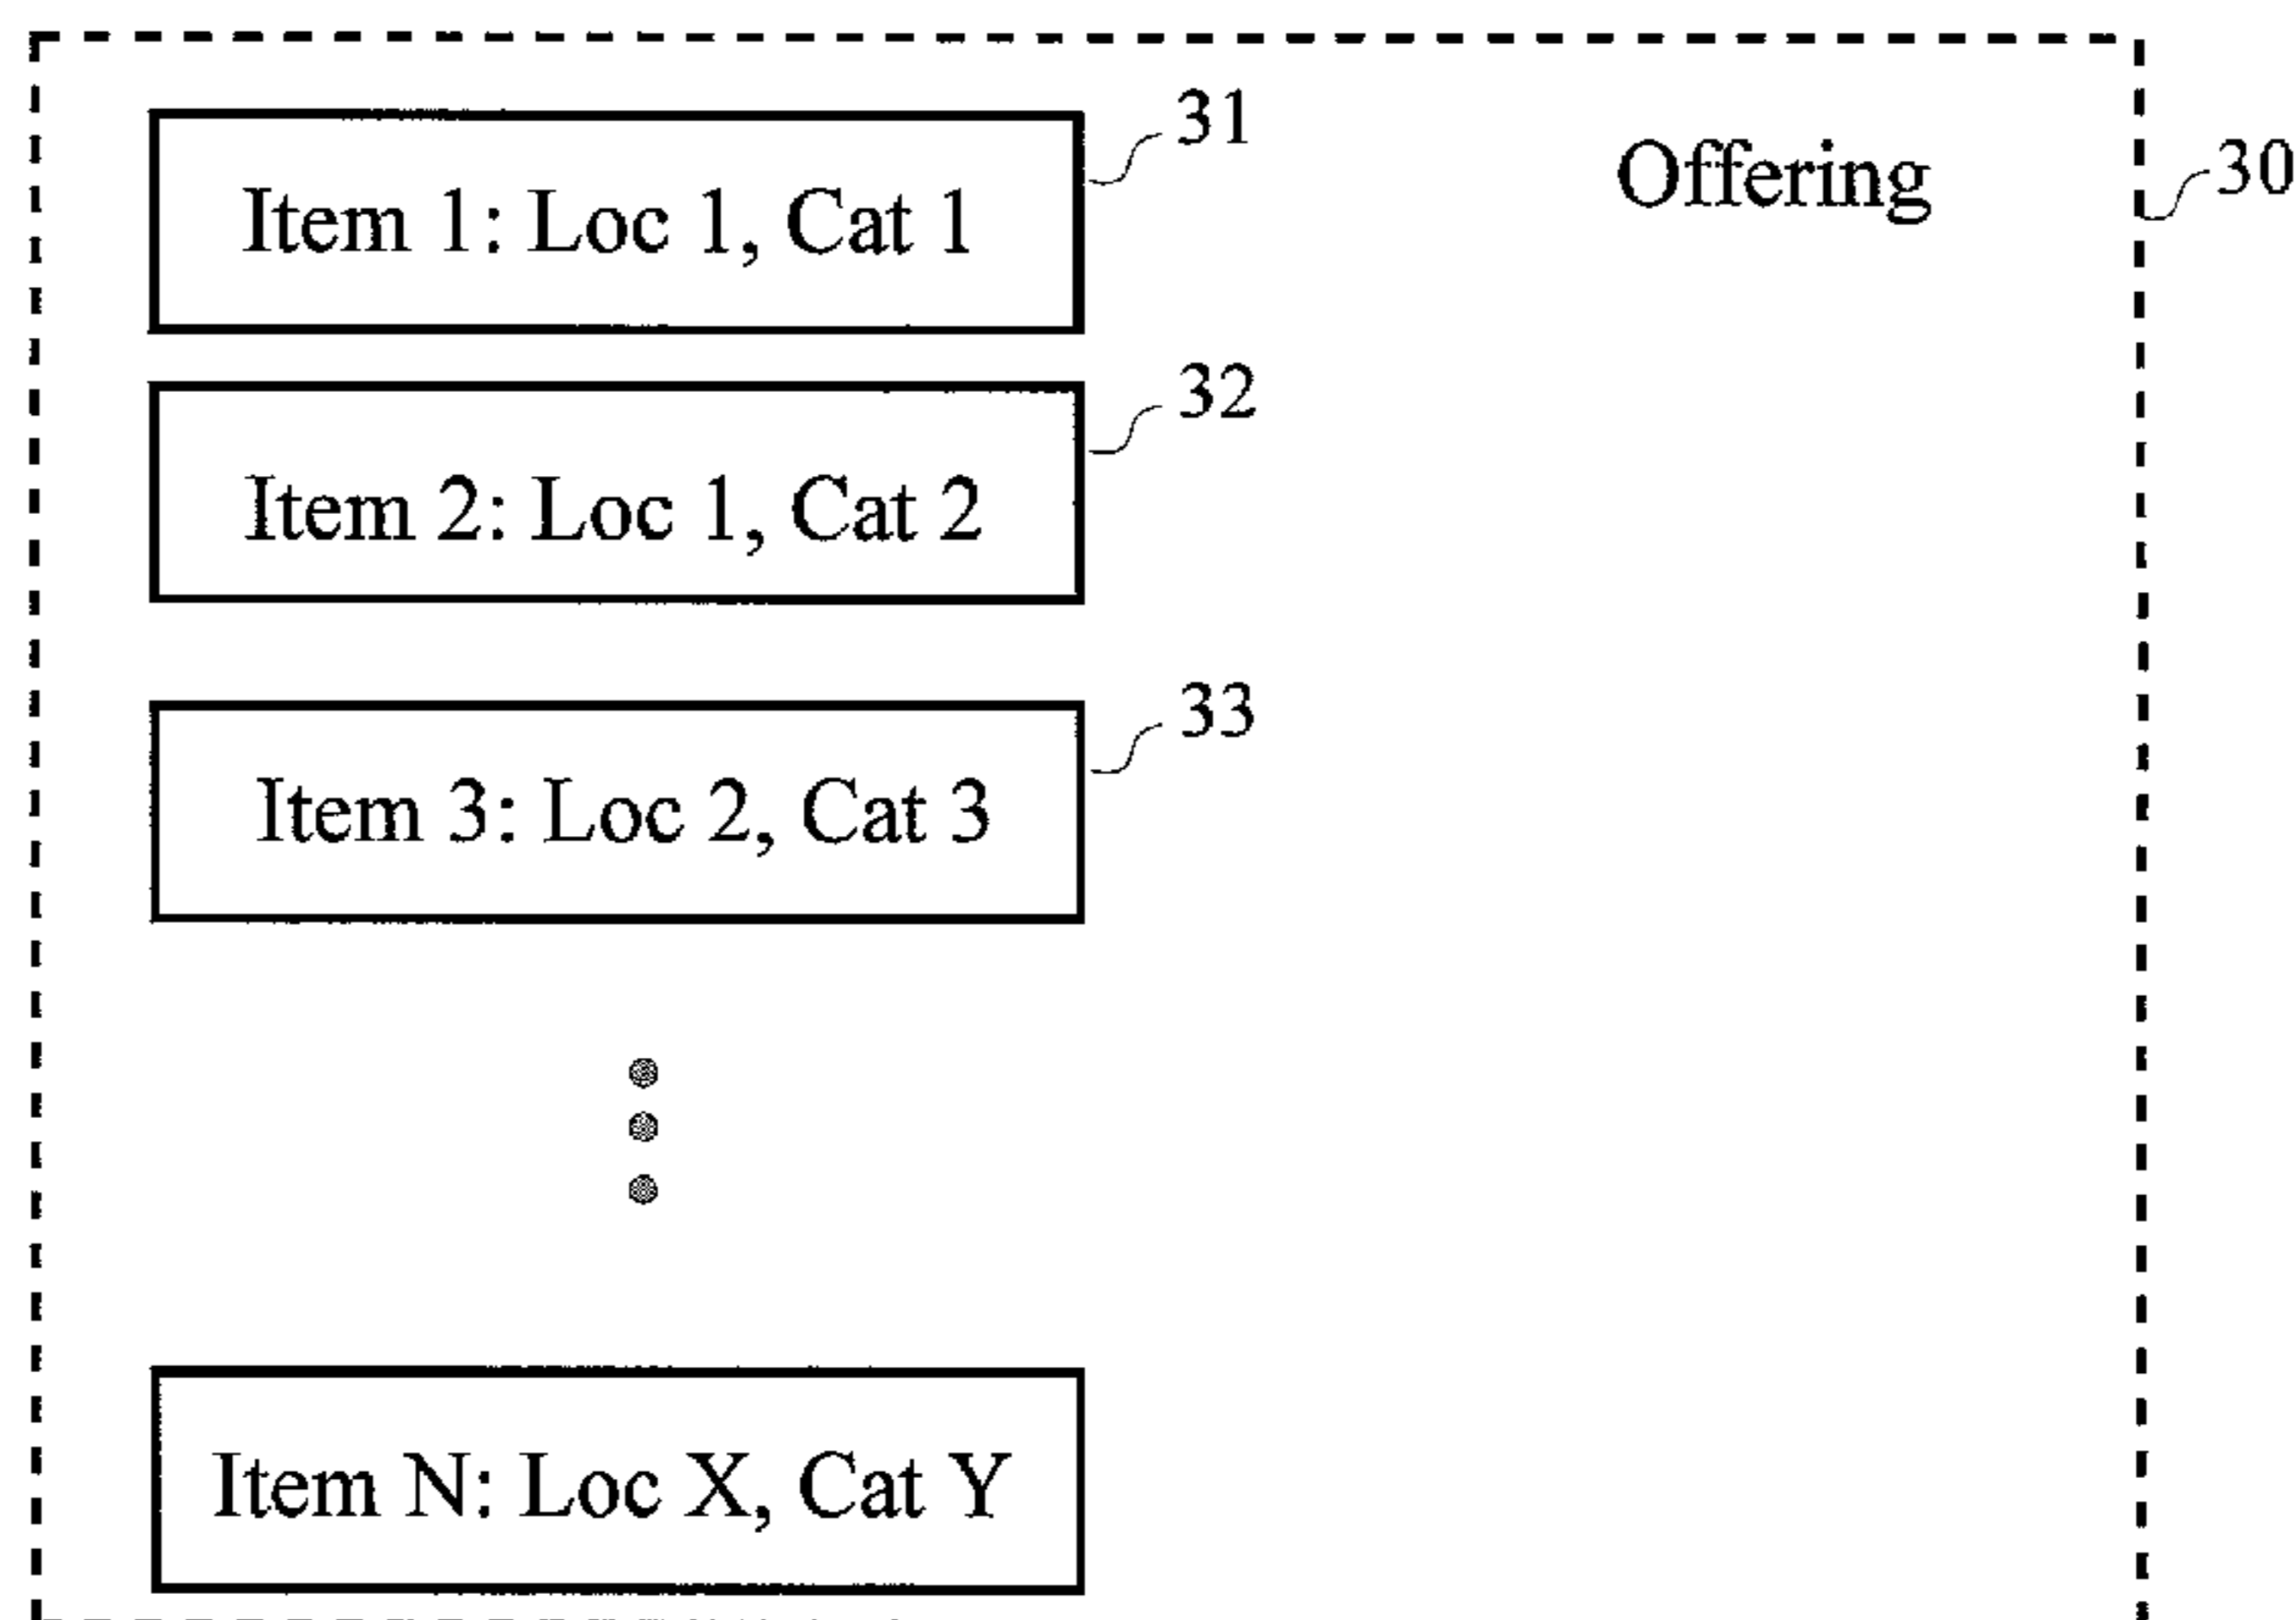 31
Offering
30
Item 1: Loc 1, Cat 1
32
Item 2: Loc 1, Cat 2
33
Item 3: Loc 2, Cat 3
Item N: Loc X, Cat Y